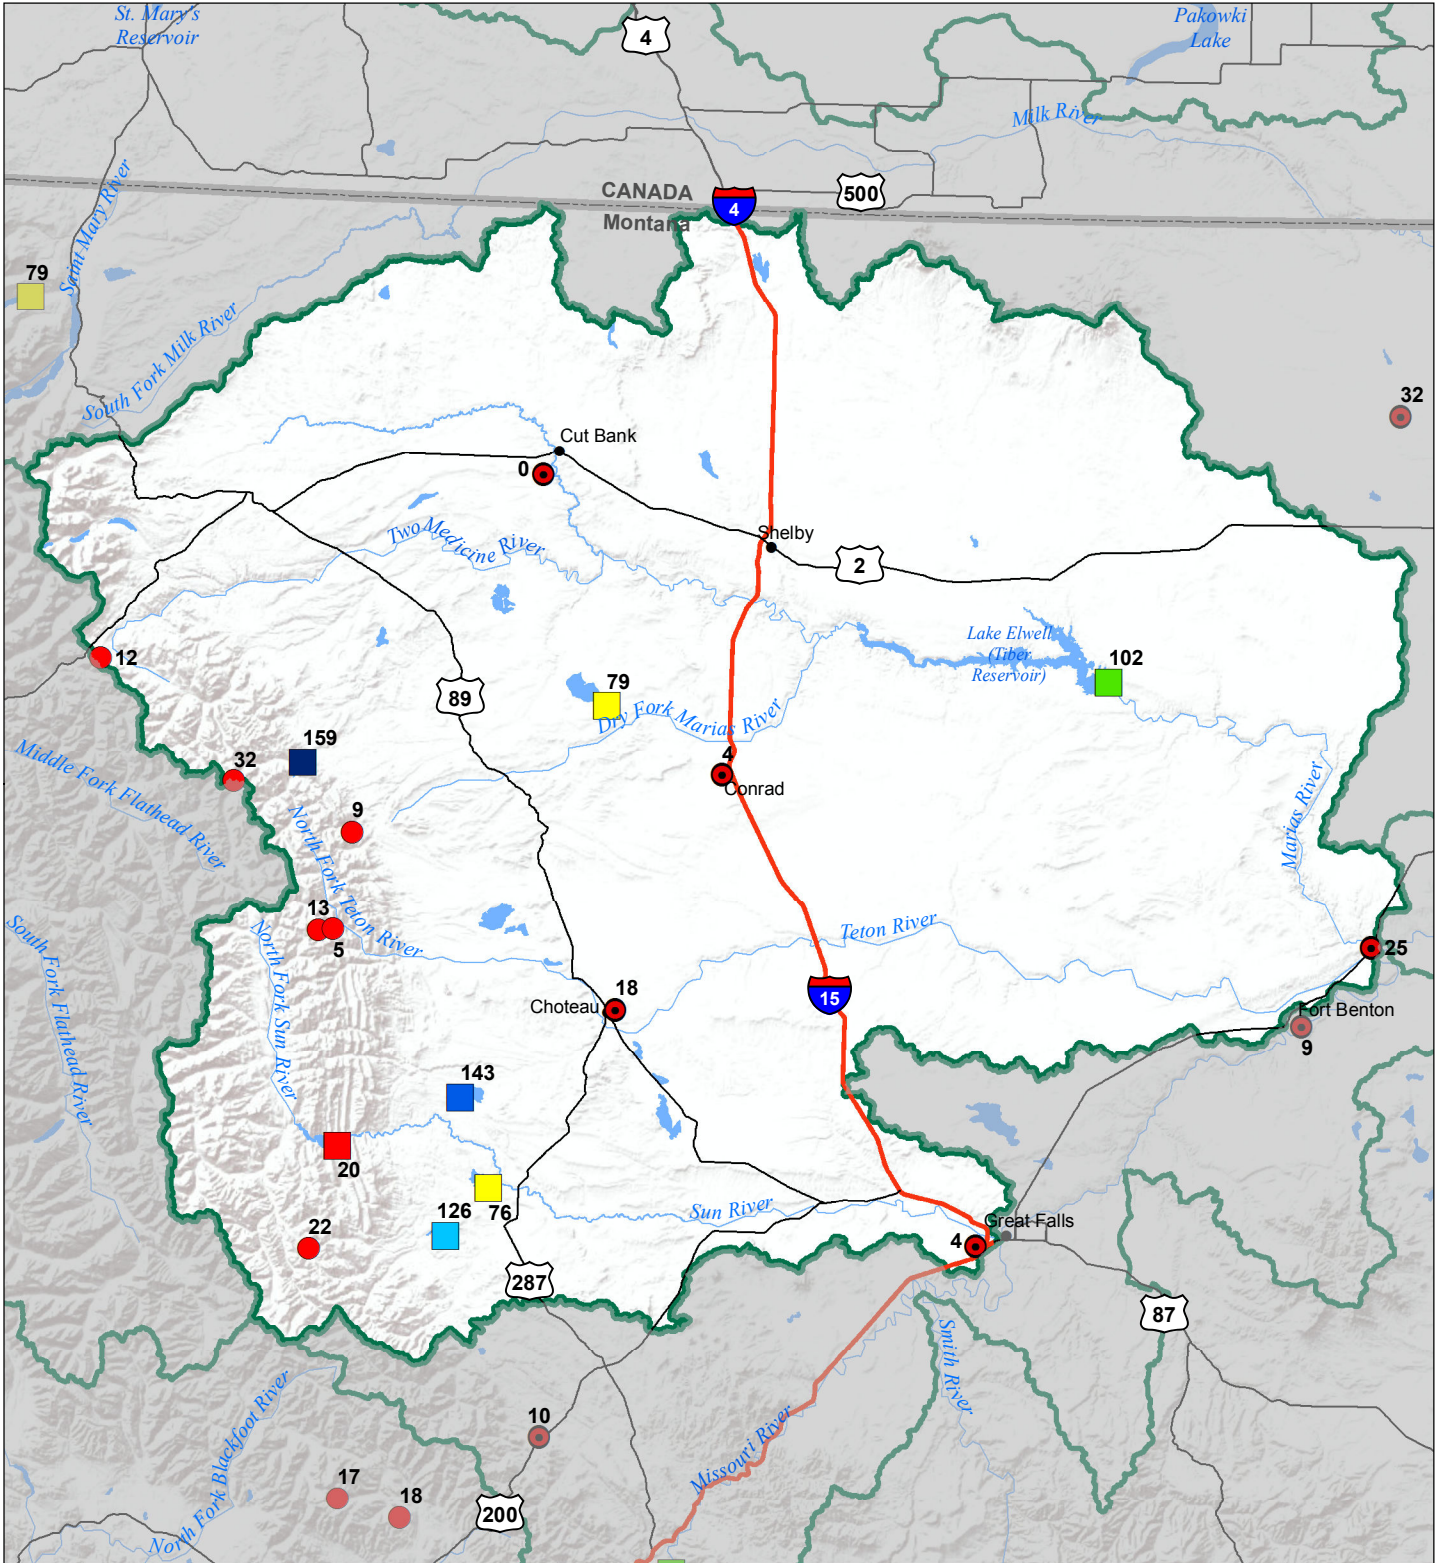 St. Mary's
Reservoir
4
Pakowki
Lake
Milk River
Saint Mary River
CANADA
Montana
4
500
79
South Fork Milk River
32
Cut Bank
0
Two Medicine River
Shelby
2
Lake Elwell
(Tiber
Reservoir)
102
12
89
79
Dry Fork Marias River
159
32
4
Conrad
Middle Fork Flathead River
9
North Fork Teton River
Marias River
13
5
Teton River
South Fork Flathead River
North Fork Sun River
25
18
Choteau
15
Fort Benton
9
143
20
76
126
Sun River
22
Great Falls
4
287
87
Smith River
North Fork Blackfoot River
10
Missouri River
17
18
200